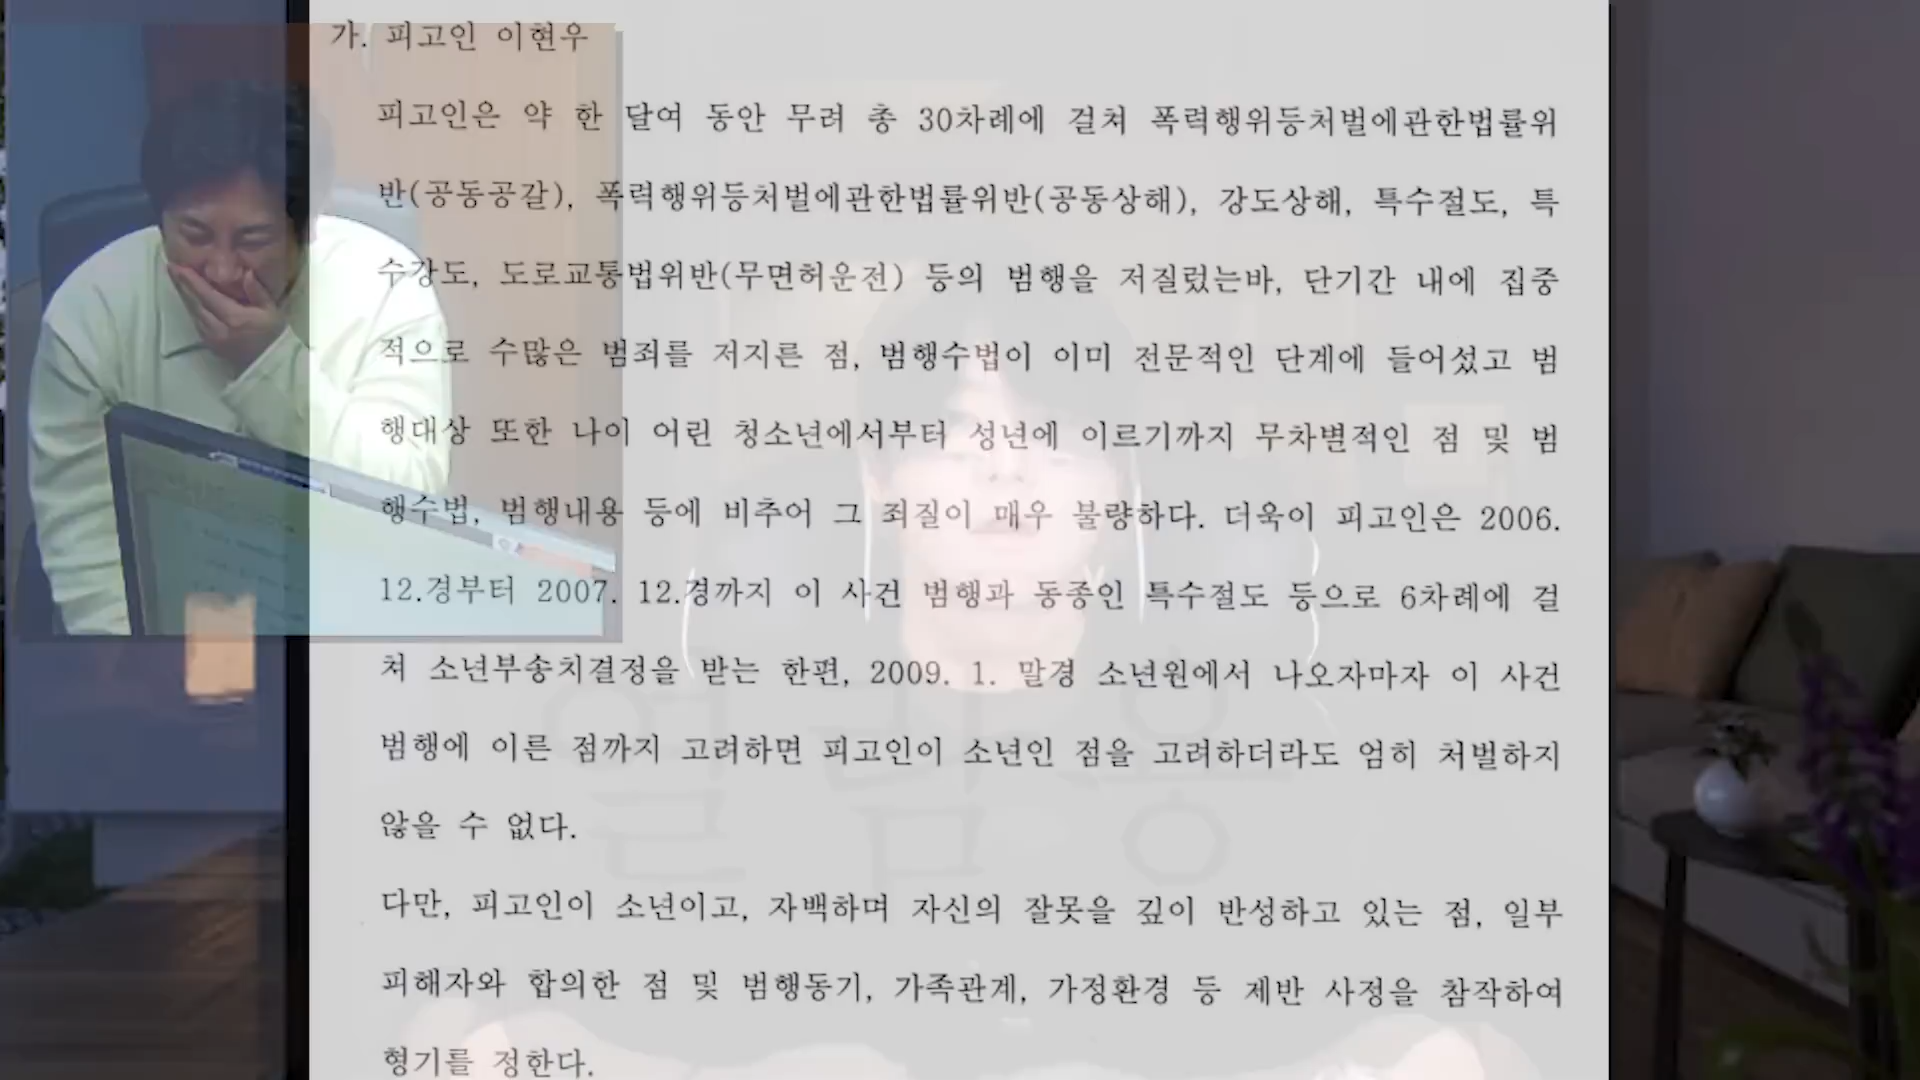 가. 피고인 이현우
피고인은 약 한 달여 동안 무려 총 30차례에 걸쳐 폭력행위등처벌에관한법률위
반(공동공갈), 폭력행위등처벌에관한법률위반(공동상해), 강도상해, 특수절도, 특
수강도, 도로교통법위반(무면허운전) 등의 범행을 저질렀는바, 단기간 내에 집중
적으로 수많은 범죄를 저지른 점, 범행수법이 이미 전문적인 단계에 들어섰고 범
행대상 또한 나이 어린 청소년에서부터 성년에 이르기까지 무차별적인 점 및 범
행수법, 범행내용 등에 비추어 그 죄질이 매우 불량하다. 더욱이 피고인은 2006.
12.경부터 2007. 12.경까지 이 사건 범행과 동종인 특수절도 등으로 6차례에 걸
쳐 소년부송치결정을 받는 한편, 2009. 1. 말경 소년원에서 나오자마자 이 사건
범행에 이른 점까지 고려하면 피고인이 소년인 점을 고려하더라도 엄히 처벌하지
않을 수 없다.
다만, 피고인이 소년이고, 자백하며 자신의 잘못을 깊이 반성하고 있는 점, 일부
피해자와 합의한 점 및 범행동기, 가족관계, 가정환경 등 제반 사정을 참작하여
형기를 정한다.
열람용